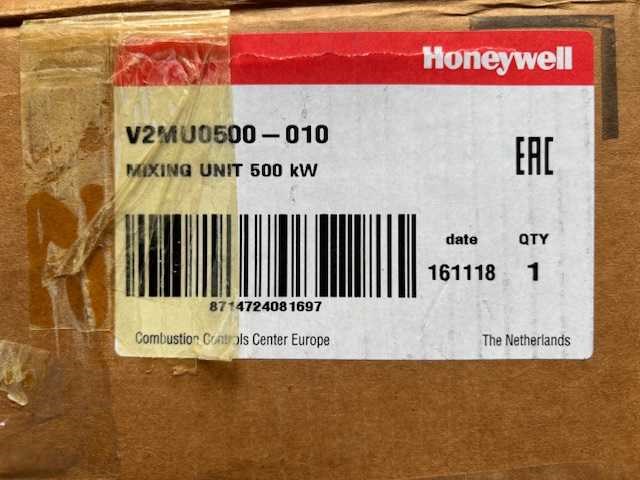 Honeywell
V2MU0500-010
MIXING UNIT 500 kW
EAC
date QTY
161118 1
8714724081697
Combustion Controls Center Europe The Netherlands